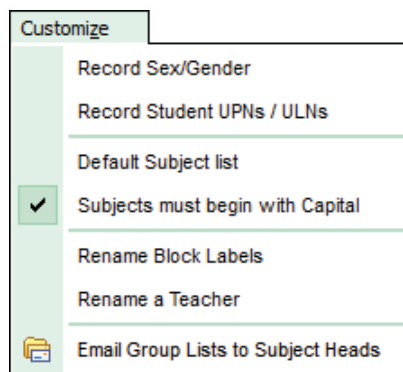 Customize
Record Sex/Gender
Record Student UPNs / ULNs
Default Subject list
Subjects must begin with Capital
Rename Block Labels
Rename a Teacher
Email Group Lists to Subject Heads